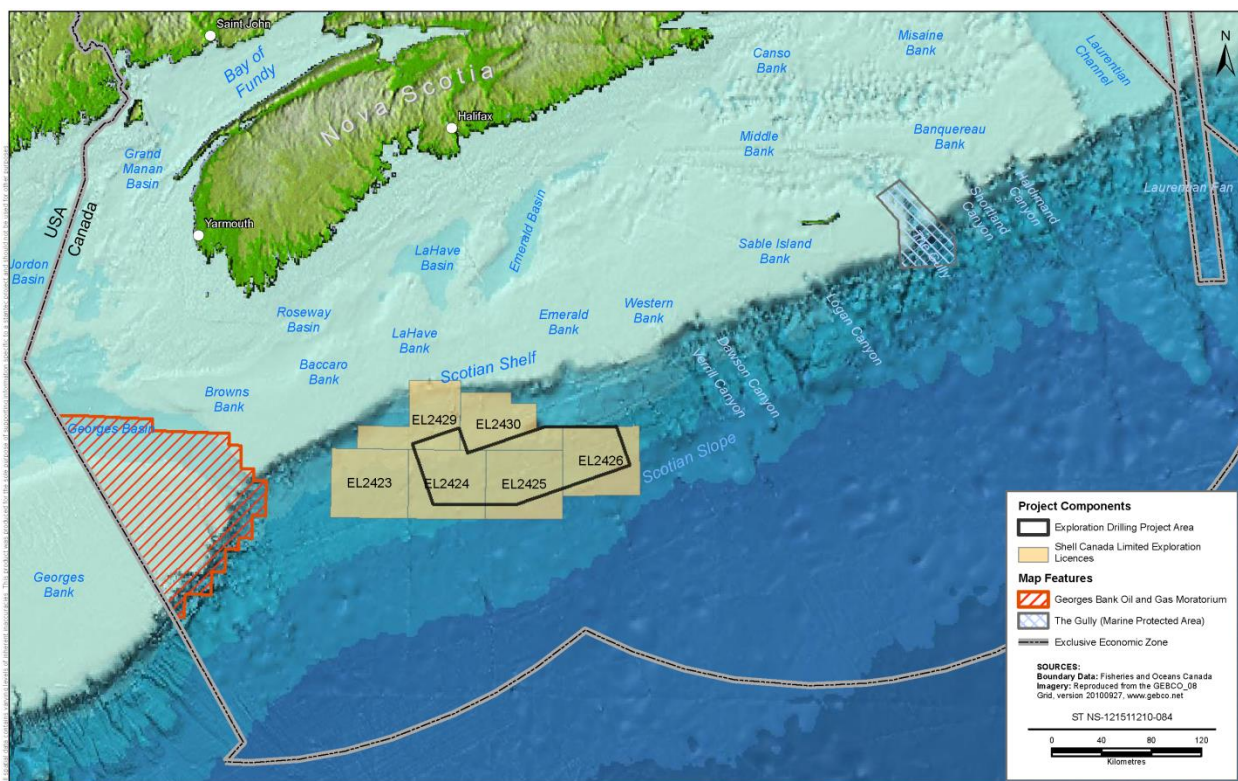 Saint John
Bay of
Fundy
Nova Scotia
Halifax
Yarmouth
Grand
Manan
Basin
USA
Canada
Jordon
Basin
Canso
Bank
Misaine
Bank
Laurentian
Channel
N
Middle
Bank
Banquereau
Bank
Haldimand
Canyon
Shortland
Canyon
The Gully
Laurentian Fan
LaHave
Basin
Emerald Basin
Sable Island
Bank
Logan Canyon
Roseway
Basin
LaHave
Bank
Emerald
Bank
Western
Bank
Dawson Canyon
Verrill Canyon
Baccaro
Bank
Scotian Shelf
Browns
Bank
Georges Basin
EL2429
EL2430
EL2426
EL2423
EL2424
EL2425
Scotian Slope
Georges
Bank
Project Components
Exploration Drilling Project Area
Shell Canada Limited Exploration
Licences
Map Features
Georges Bank Oil and Gas Moratorium
The Gully (Marine Protected Area)
Exclusive Economic Zone
SOURCES:
Boundary Data: Fisheries and Oceans Canada
Imagery: Reproduced from the GEBCO_08
Grid, version 20100927, www.gebco.net
ST NS-121511210-084
0 40 80 120
Kilometres